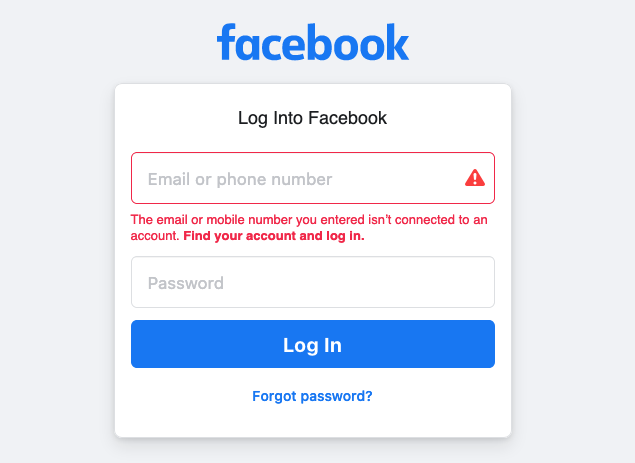 facebook
Log Into Facebook
Email or phone number
The email or mobile number you entered isn’t connected to an
account. Find your account and log in.
Password
Log In
Forgot password?